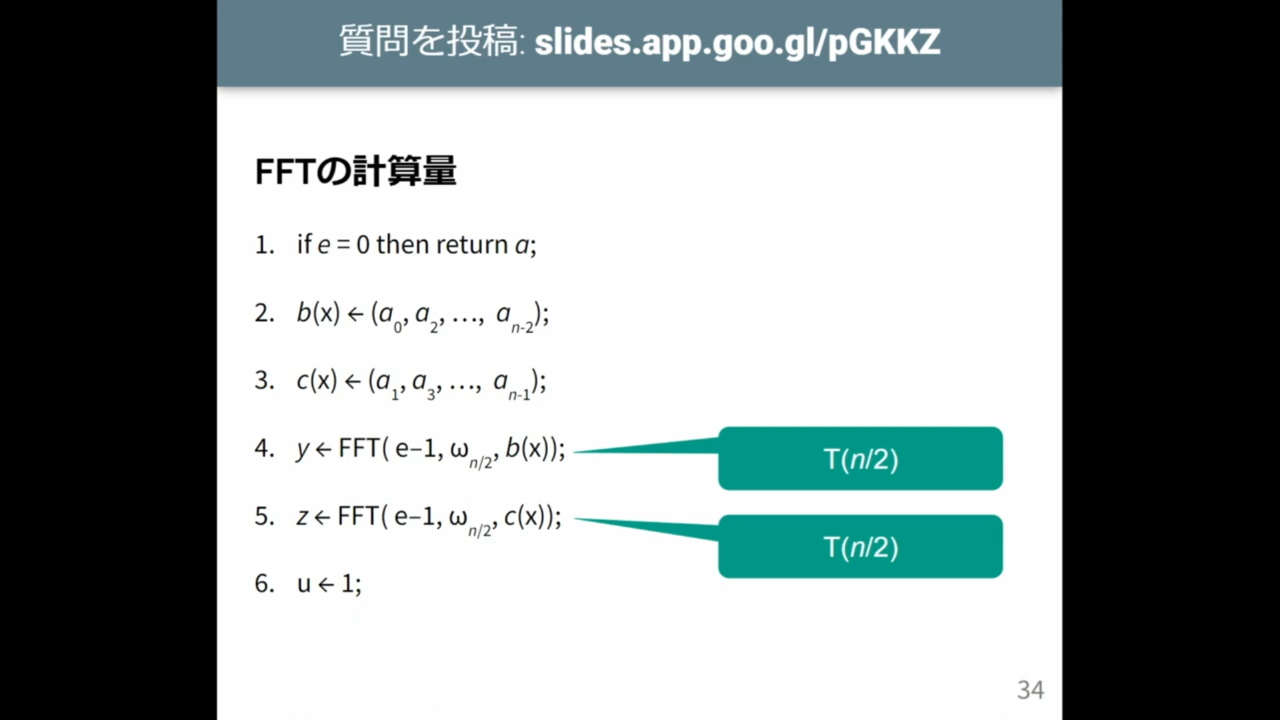 質問を投稿: slides.app.goo.gl/pGKKZ
FFTの計算量
1. if e = 0 then return a;
2. b(x) ← (a0, a2, …, an-2);
3. c(x) ← (a1, a3, …, an-1);
4. y ← FFT( e–1, ωn/2, b(x));
T(n/2)
5. z ← FFT( e–1, ωn/2, c(x));
T(n/2)
6. u ← 1;
34